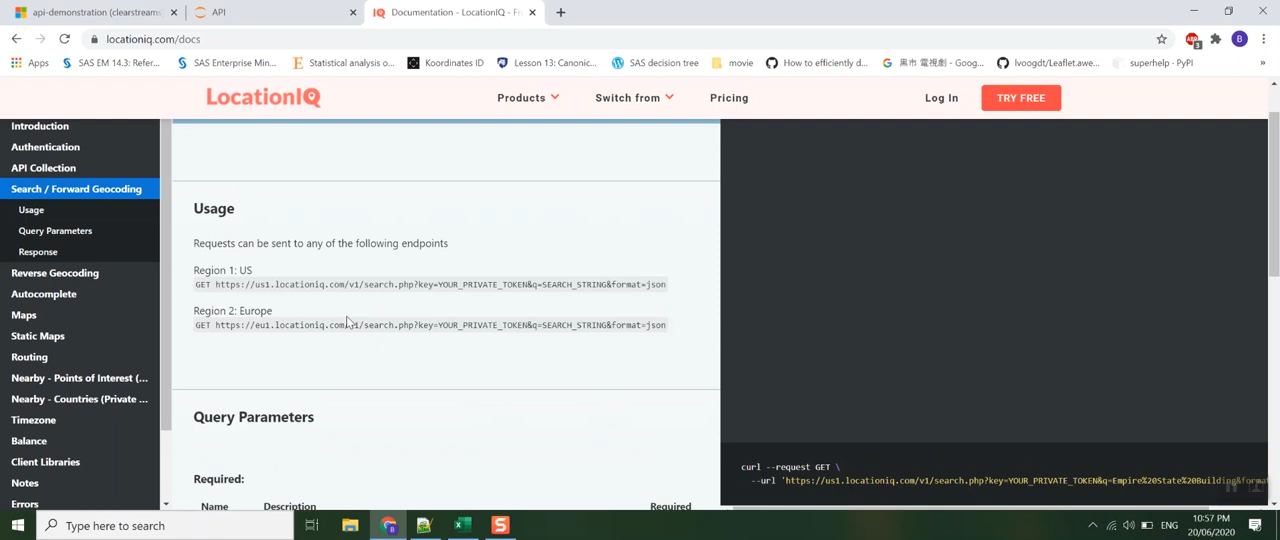 api-demonstration (clearstreams
API
Documentation - LocationIQ - Fr
locationiq.com/docs
3
B
Apps
SAS EM 14.3: Refer...
SAS Enterprise Min...
Statistical analysis o...
Koordinates ID
Lesson 13: Canonic...
SAS decision tree
movie
How to efficiently d...
黑市 電視劇 - Goog...
lvoogdt/Leaflet.awe...
superhelp — PyPI
»
LocationIQ
Products
Switch from
Pricing
Log In
TRY FREE
Introduction
Authentication
API Collection
Search / Forward Geocoding
Usage
Query Parameters
Response
Reverse Geocoding
Autocomplete
Maps
Static Maps
Routing
Nearby - Points of Interest (...
Nearby - Countries (Private ...
Timezone
Balance
Client Libraries
Notes
Errors
Usage
Requests can be sent to any of the following endpoints
Region 1: US
GET https://us1.locationiq.com/v1/search.php?key=YOUR_PRIVATE_TOKEN&q=SEARCH_STRING&format=json
Region 2: Europe
GET https://eu1.locationiq.com/v1/search.php?key=YOUR_PRIVATE_TOKEN&q=SEARCH_STRING&format=json
Query Parameters
Required:
Name Description Required
curl --request GET \
--url 'https://us1.locationiq.com/v1/search.php?key=YOUR_PRIVATE_TOKEN&q=Empire%20State%20Building&format
Type here to search
ENG
10:57 PM
20/06/2020